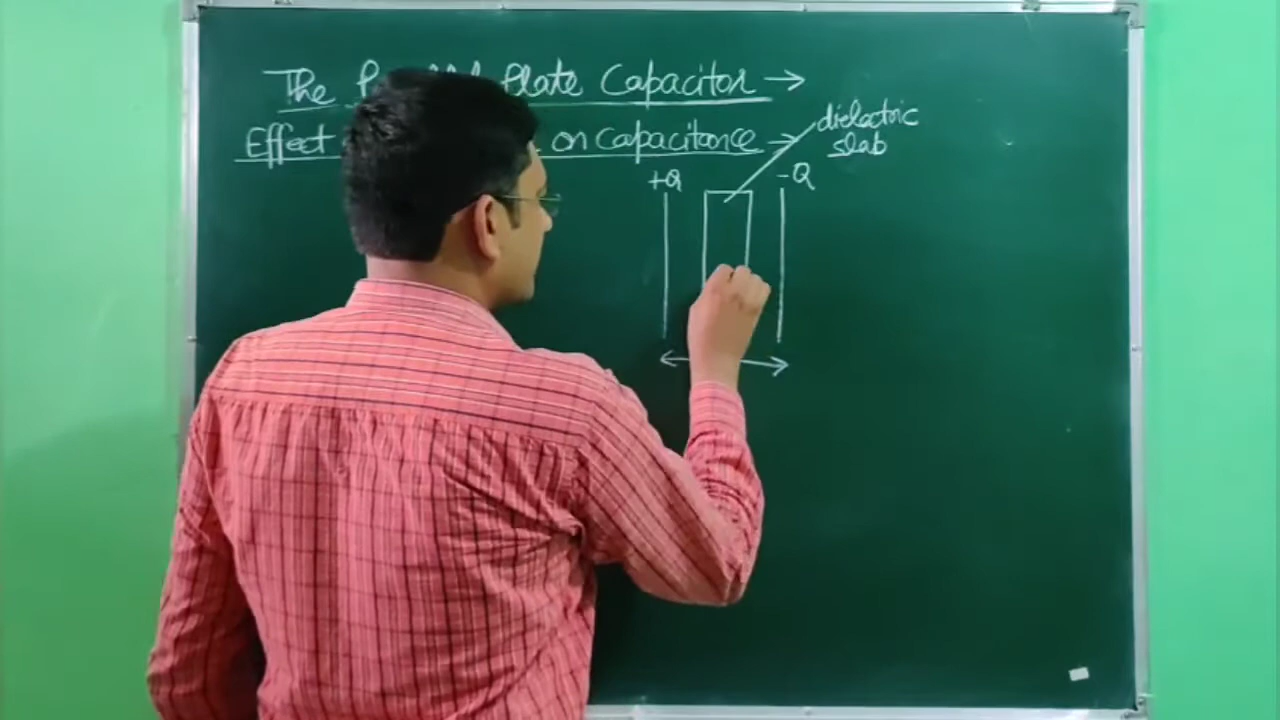 The Plate Capacitor →
Effect on Capacitance →
dielectric
slab
+Q
-Q